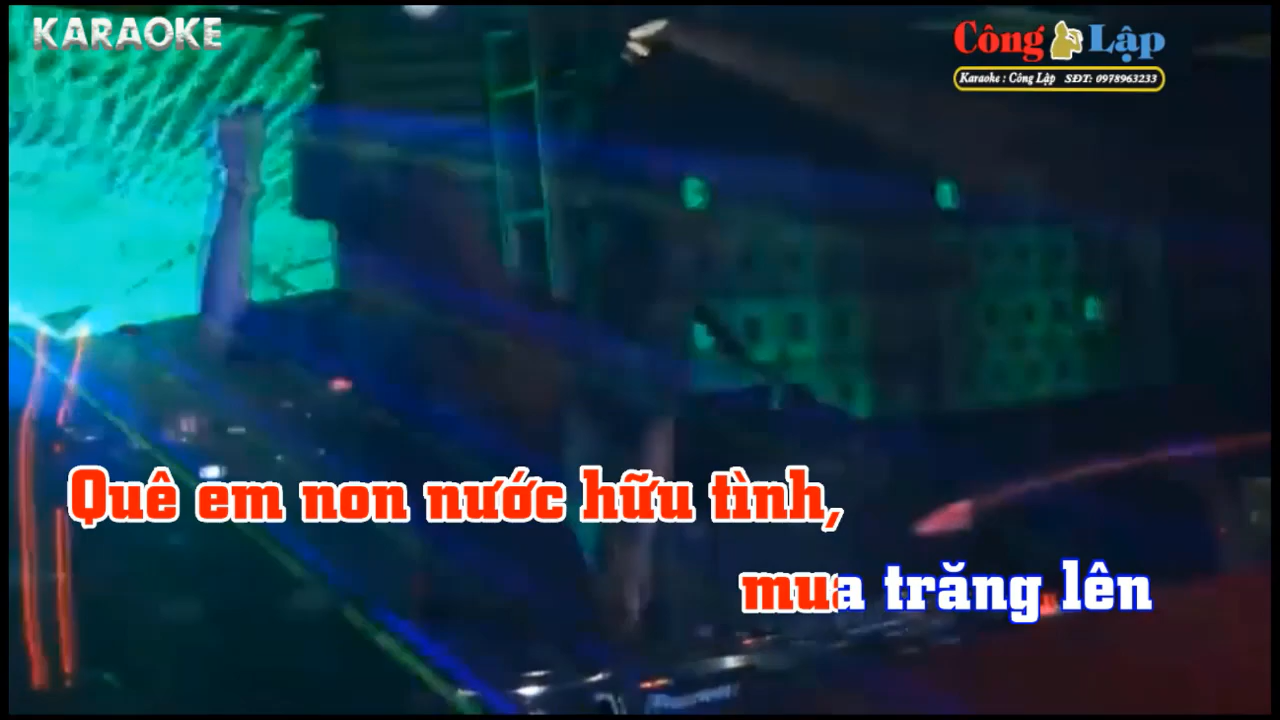 KARAOKE
Công Lập
Karaoke : Công Lập SĐT: 0978963233
Quê em non nước hữu tình,
mua trăng lên